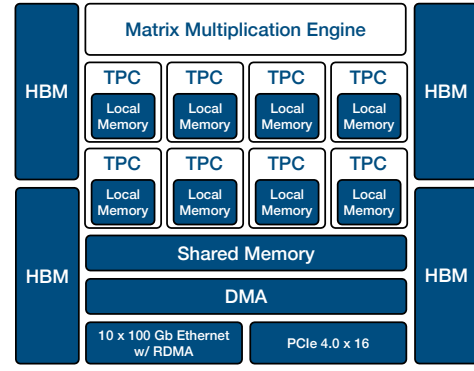 Matrix Multiplication Engine
HBM
HBM
TPC
TPC
TPC
TPC
Local
Memory
Local
Memory
Local
Memory
Local
Memory
TPC
TPC
TPC
TPC
Local
Memory
Local
Memory
Local
Memory
Local
Memory
HBM
HBM
Shared Memory
DMA
10 x 100 Gb Ethernet
w/ RDMA
PCIe 4.0 x 16